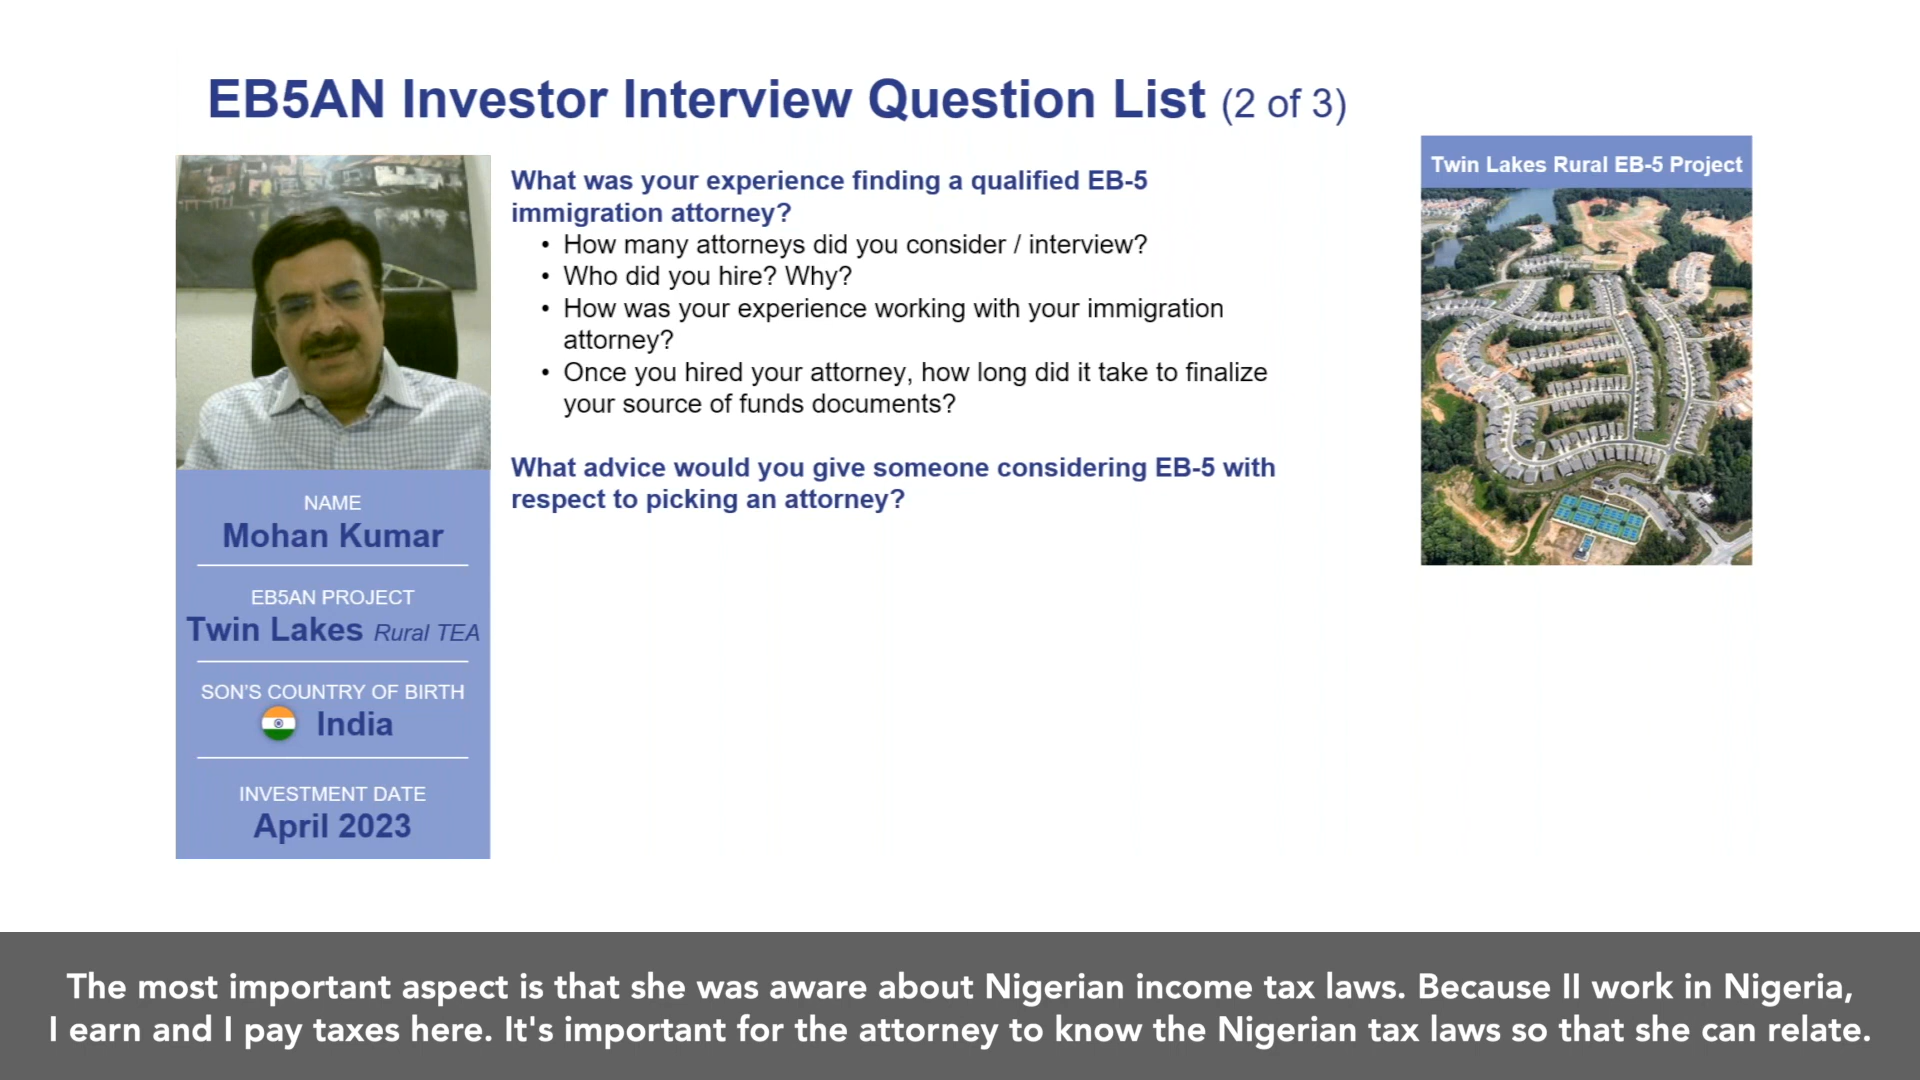 EB5AN Investor Interview Question List (2 of 3)
What was your experience finding a qualified EB-5
immigration attorney?
• How many attorneys did you consider / interview?
• Who did you hire? Why?
• How was your experience working with your immigration
attorney?
• Once you hired your attorney, how long did it take to finalize
your source of funds documents?
What advice would you give someone considering EB-5 with
respect to picking an attorney?
Twin Lakes Rural EB-5 Project
NAME
Mohan Kumar
EB5AN PROJECT
Twin Lakes Rural TEA
SON'S COUNTRY OF BIRTH
India
INVESTMENT DATE
April 2023
The most important aspect is that she was aware about Nigerian income tax laws. Because II work in Nigeria,
I earn and I pay taxes here. It's important for the attorney to know the Nigerian tax laws so that she can relate.